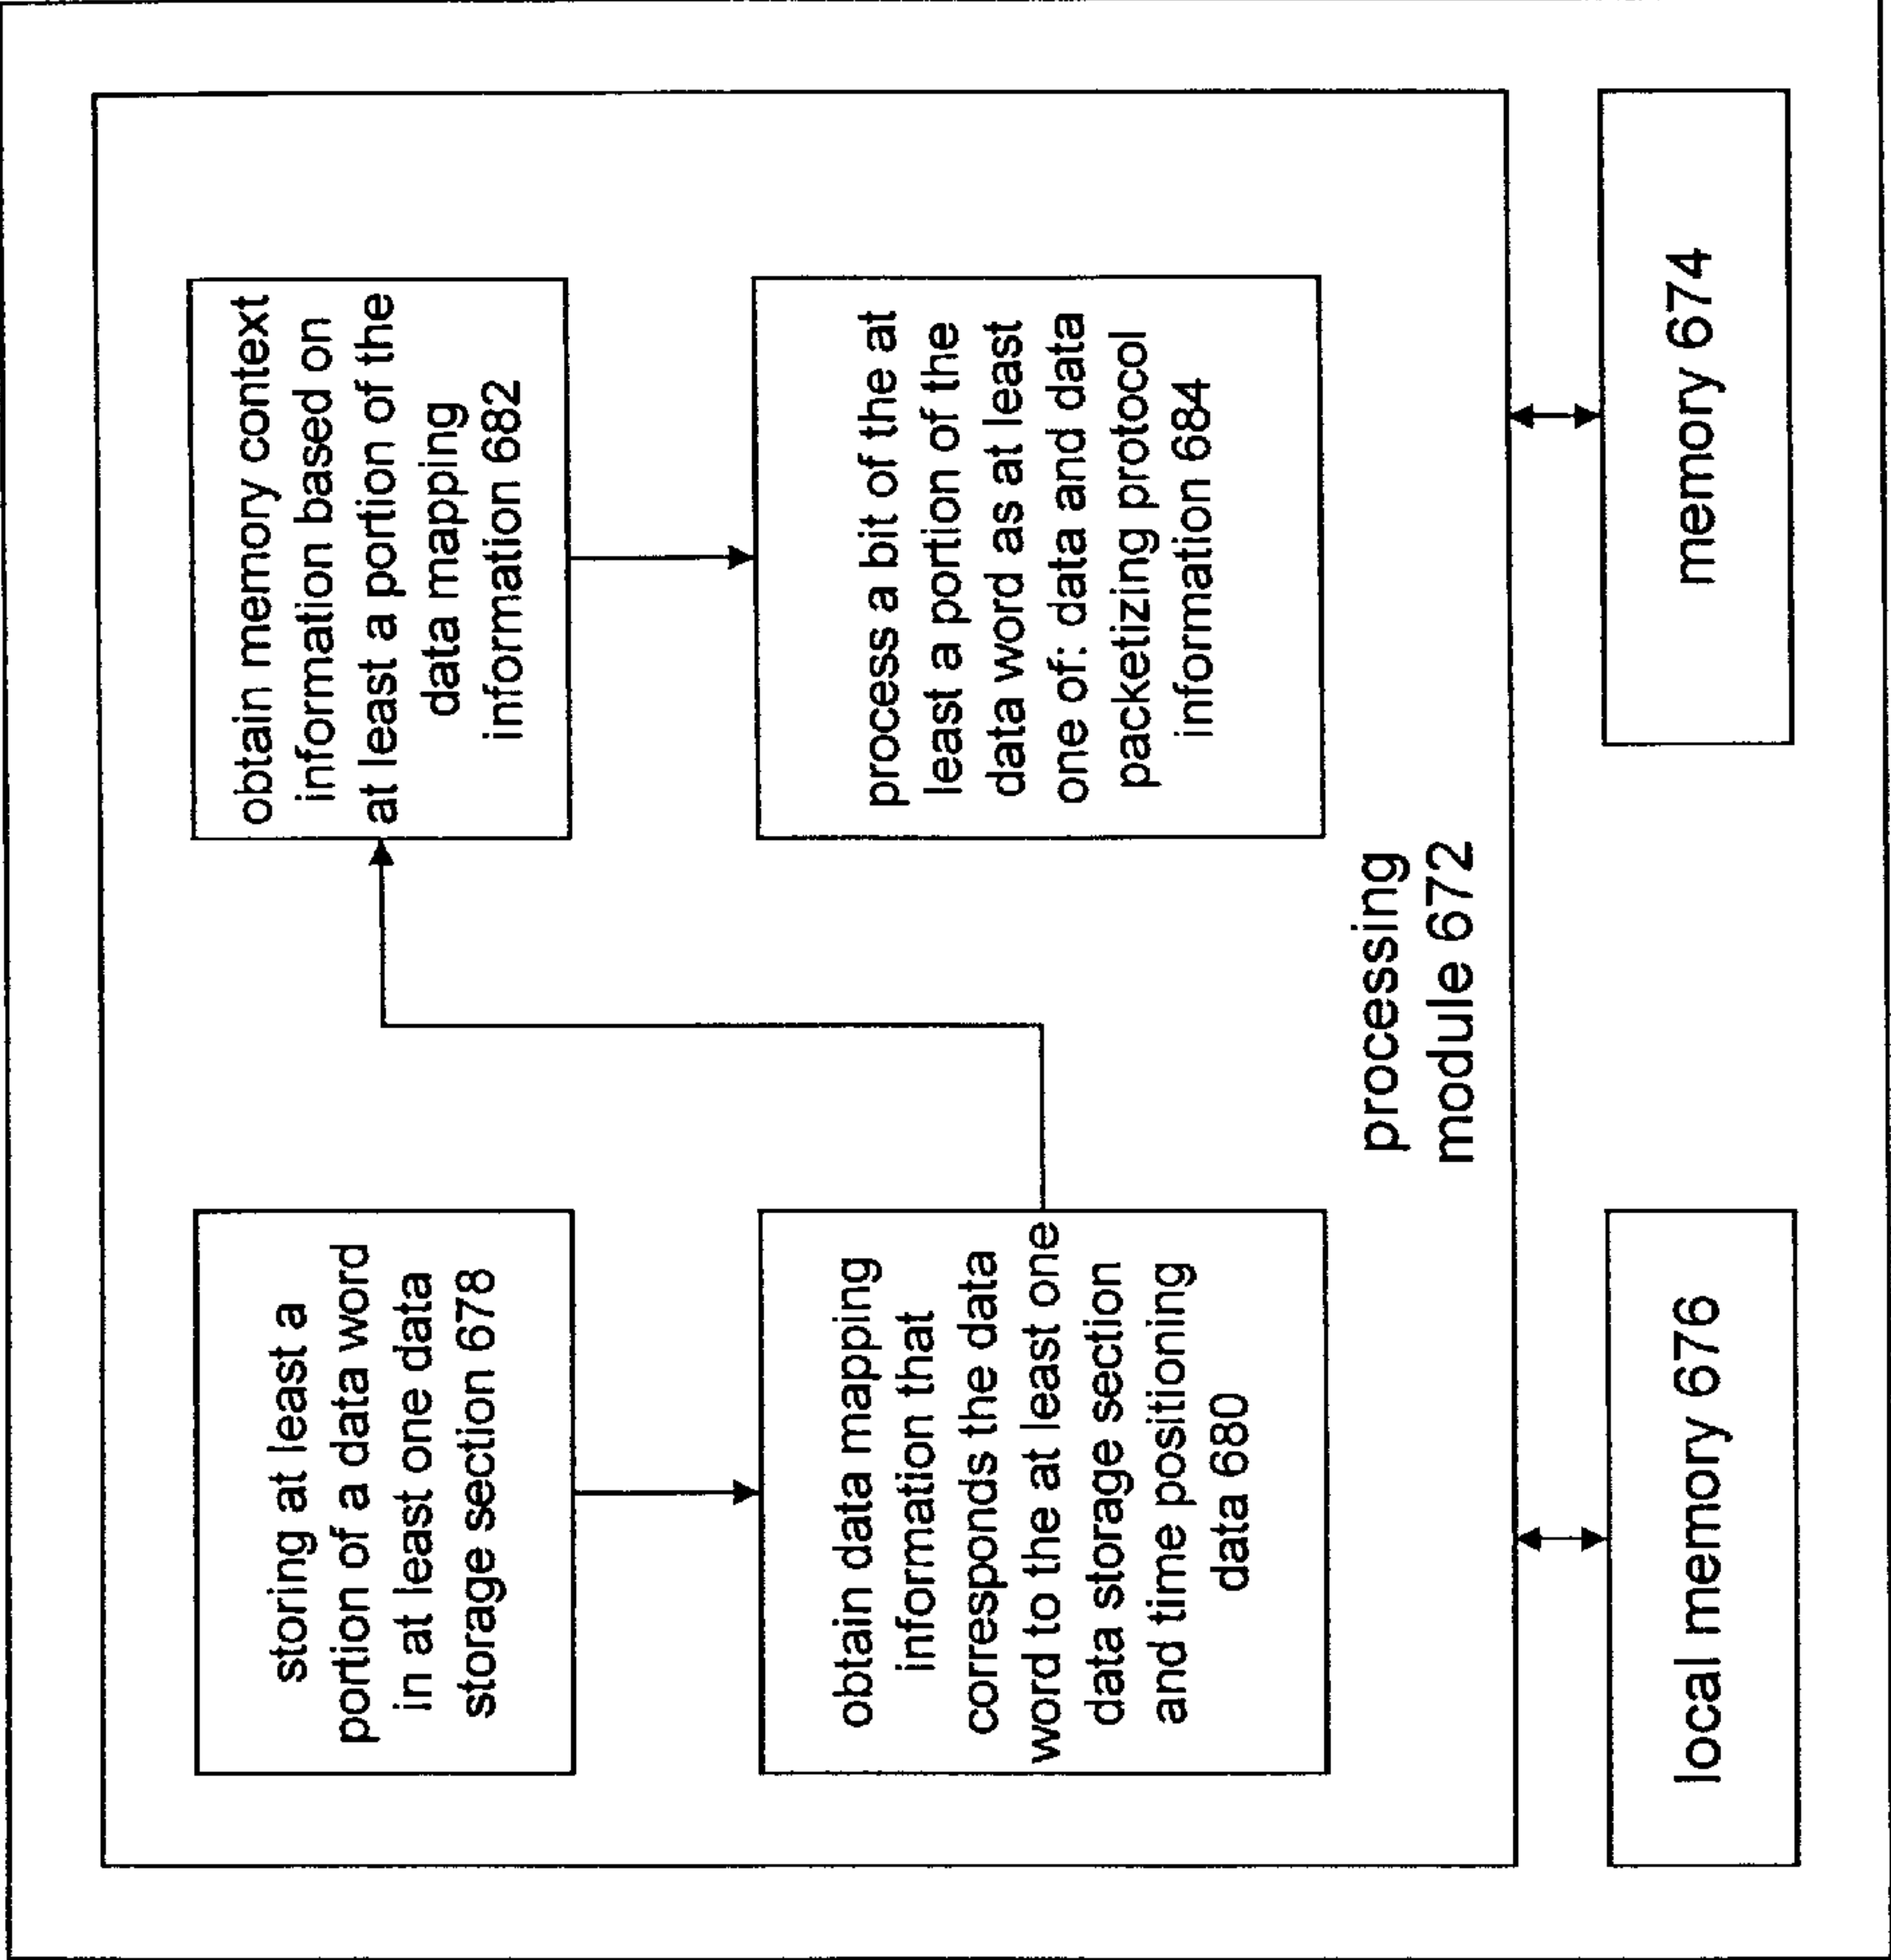 storing at least a
portion of a data word
in at least one data
storage section 678
obtain data mapping
information that
corresponds the data
word to the at least one
data storage section
and time positioning
data 680
obtain memory context
information based on
at least a portion of the
data mapping
information 682
process a bit of the at
least a portion of the
data word as at least
one of: data and data
packetizing protocol
information 684
processing
module 672
local memory 676
memory 674